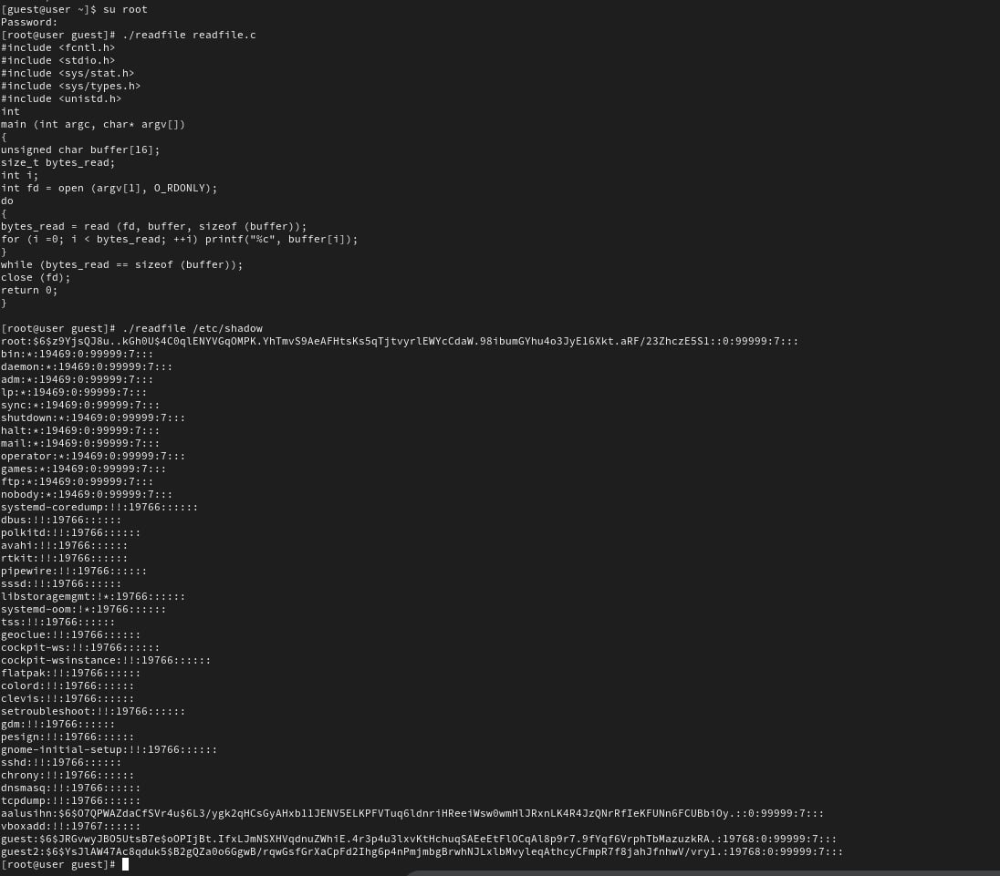 [guest@user ~]$ su root
Password:
[root@user guest]# ./readfile readfile.c
#include <fcntl.h>
#include <stdio.h>
#include <sys/stat.h>
#include <sys/types.h>
#include <unistd.h>
int
main (int argc, char* argv[])
{
unsigned char buffer[16];
size_t bytes_read;
int i;
int fd = open (argv[1], O_RDONLY);
do
{
bytes_read = read (fd, buffer, sizeof (buffer));
for (i =0; i < bytes_read; ++i) printf("%c", buffer[i]);
}
while (bytes_read == sizeof (buffer));
close (fd);
return 0;
}
[root@user guest]# ./readfile /etc/shadow
root:$6$z9YjsQJ8u..kGh0U$4C0qlENYVGqOMPK.YhTmvS9AeAFHtsKs5qTjtvyrlEWYcCdaW.98ibumGYhu4o3JyEl6Xkt.aRF/23ZhczE5S1::0:99999:7:::
bin:*:19469:0:99999:7:::
daemon:*:19469:0:99999:7:::
adm:*:19469:0:99999:7:::
lp:*:19469:0:99999:7:::
sync:*:19469:0:99999:7:::
shutdown:*:19469:0:99999:7:::
halt:*:19469:0:99999:7:::
mail:*:19469:0:99999:7:::
operator:*:19469:0:99999:7:::
games:*:19469:0:99999:7:::
ftp:*:19469:0:99999:7:::
nobody:*:19469:0:99999:7:::
systemd-coredump:!!:19766::::::
dbus:!!:19766::::::
polkitd:!!:19766::::::
avahi:!!:19766::::::
rtkit:!!:19766::::::
pipewire:!!:19766::::::
sssd:!!:19766::::::
libstoragemgmt:!*:19766::::::
systemd-oom:!*:19766::::::
tss:!!:19766::::::
geoclue:!!:19766::::::
cockpit-ws:!!:19766::::::
cockpit-wsinstance:!!:19766::::::
flatpak:!!:19766::::::
colord:!!:19766::::::
clevis:!!:19766::::::
setroubleshoot:!!:19766::::::
gdm:!!:19766::::::
pesign:!!:19766::::::
gnome-initial-setup:!!:19766::::::
sshd:!!:19766::::::
chrony:!!:19766::::::
dnsmasq:!!:19766::::::
tcpdump:!!:19766::::::
aalusihn:$6$O7QPWAZdaCfSVr4u$6L3/ygk2qHCsGyAHxb11JENV5ELKPFVTuq6ldnriHReeiWsw0wmHlJRxnLK4R4JzQNrRfIeKFUNn6FCUBbiOy.::0:99999:7:::
vboxadd:!!:19767::::::
guest:$6$JRGvwyJBO5UtsB7e$oOPIjBt.IfxLJmNSXHVqdnuZWhiE.4r3p4u3lxvKtHchuqSAEeEtFlOCqAl8p9r7.9fYqf6VrphTbMazuzkRA.:19768:0:99999:7:::
guest2:$6$YsJlAW47Ac8qduk5$B2gQZa0o6GgwB/rqwGsfGrXaCpFd2Ihg6p4nPmjmbgBrwhNJLxlbMvyleqAthcyCFmpR7f8jahJfnhwV/vry1.:19768:0:99999:7:::
[root@user guest]#